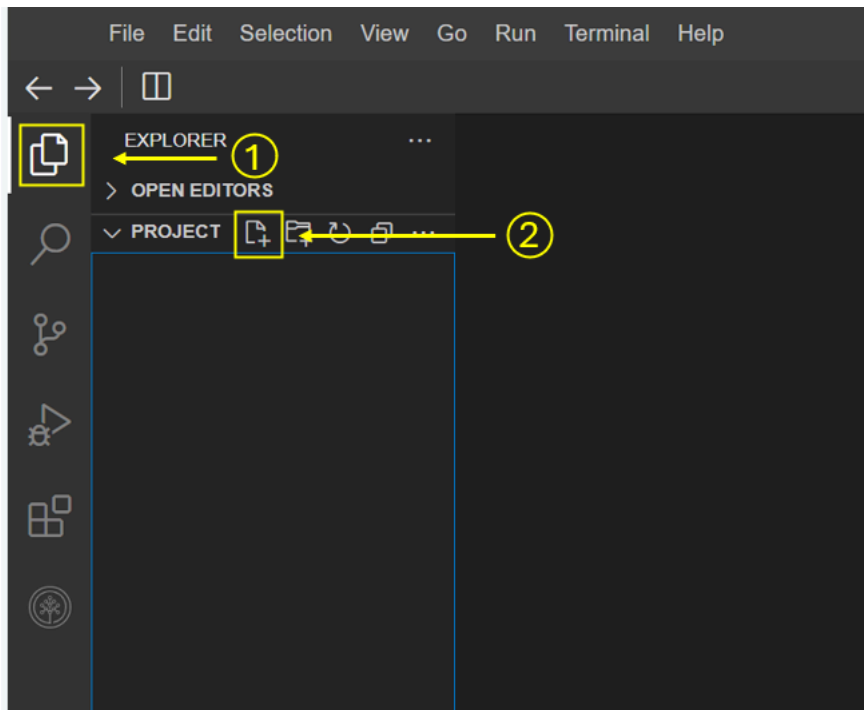 File Edit Selection View Go Run Terminal Help
EXPLORER ...
1
OPEN EDITORS
PROJECT ...
2